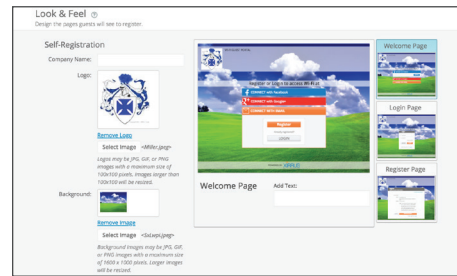 Look & Feel
Design the pages guests will see to register.
Self-Registration
Company Name:
Logo:
Remove Logo
Select Image
Logos may be JPG, GIF, or PNG
images with a maximum size of
100x100 pixels. Images larger than
100x100 will be resized.
Background:
Remove Image
Select Image
Background images may be JPG, GIF,
or PNG images with a maximum size
of 1600 x 1000 pixels. Larger images
will be resized.
Register or Login to access Wi-Fi at
CONNECT with Facebook
CONNECT with Google+
Register
LOGIN
Welcome Page
Add Text:
Welcome Page
Login Page
Register Page